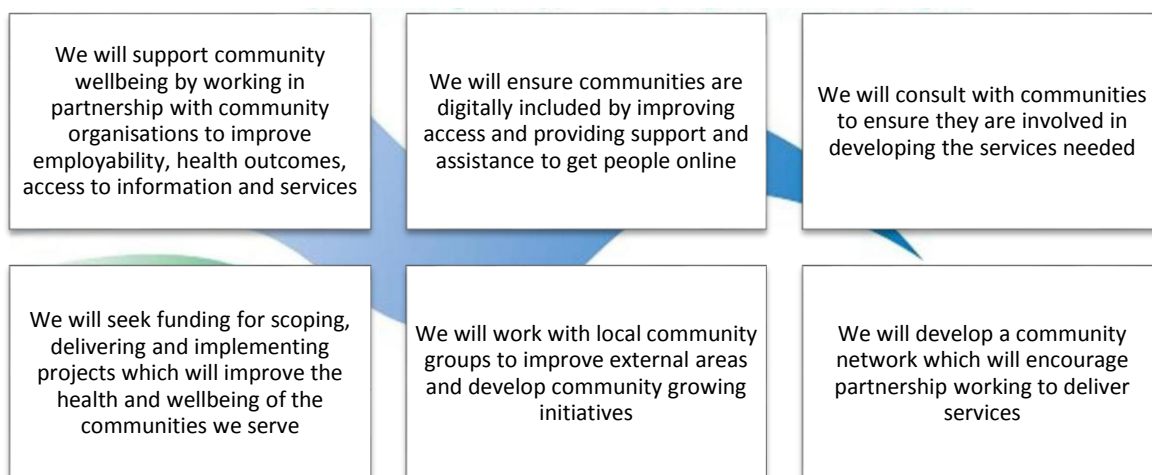 We will support community
wellbeing by working in
partnership with community
organisations to improve
employability, health outcomes,
access to information and services
We will ensure communities are
digitally included by improving
access and providing support and
assistance to get people online
We will consult with communities
to ensure they are involved in
developing the services needed
We will seek funding for scoping,
delivering and implementing
projects which will improve the
health and wellbeing of the
communities we serve
We will work with local community
groups to improve external areas
and develop community growing
initiatives
We will develop a community
network which will encourage
partnership working to deliver
services